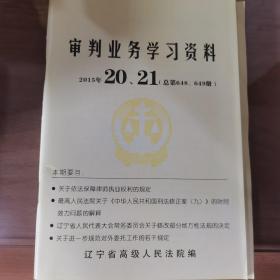 审判业务学习资料
2015年20、21(总第648、649册)
本期要目
● 关于依法保障律师执业权利的规定
● 最高人民法院关于《中华人民共和国刑法修正案(九)》的时间
效力问题的解释
● 辽宁省人民代表大会常务委员会关于修改部分地方性法规的决定
● 关于进一步规范对外委托工作的若干规定
辽宁省高级人民法院编